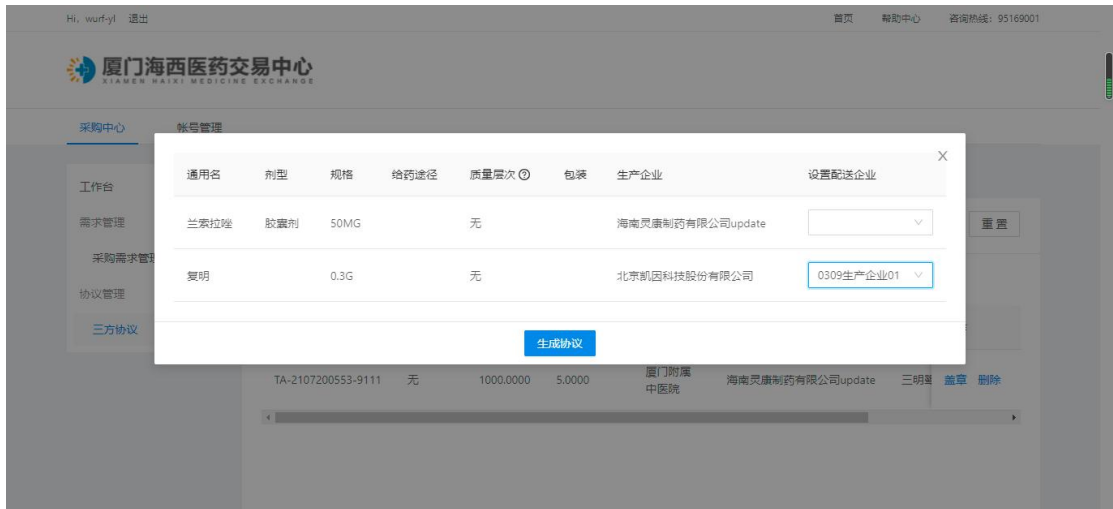 Hi, wurf-yl 退出 首页 帮助中心 咨询热线：95169001
厦门海西医药交易中心
XIAMEN HAIXI MEDICINE EXCHANGE
采购中心 帐号管理
X
通用名 剂型 规格 给药途径 质量层次 包装 生产企业 设置配送企业
工作台
需求管理 兰索拉唑 胶囊剂 50MG 无 海南灵康制药有限公司update 重置
采购需求管理
复明 0.3G 无 北京凯因科技股份有限公司 0309生产企业01
协议管理
三方协议 生成协议
TA-2107200553-9111 无 1000.0000 5.0000 厦门附属 海南灵康制药有限公司update 三明 盖章 删除
中医院